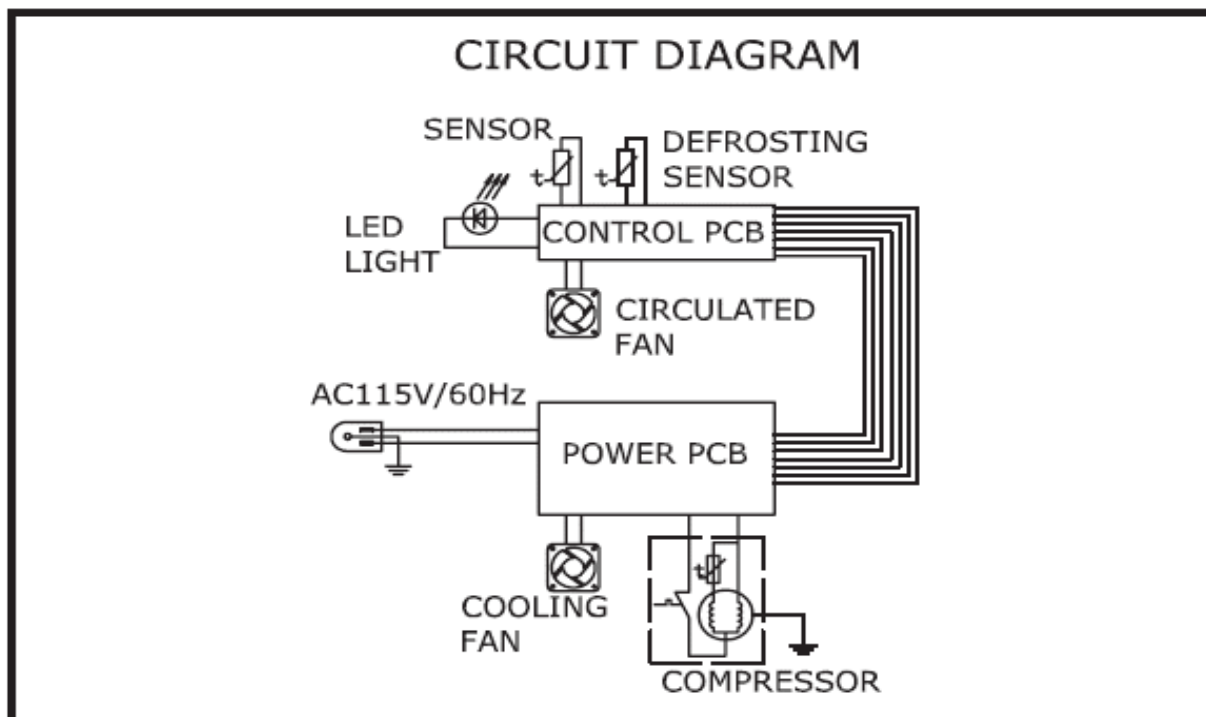 CIRCUIT DIAGRAM
SENSOR
DEFROSTING
SENSOR
t
t
LED
LIGHT
CONTROL PCB
CIRCULATED
FAN
AC115V/60Hz
POWER PCB
COOLING
FAN
t
COMPRESSOR